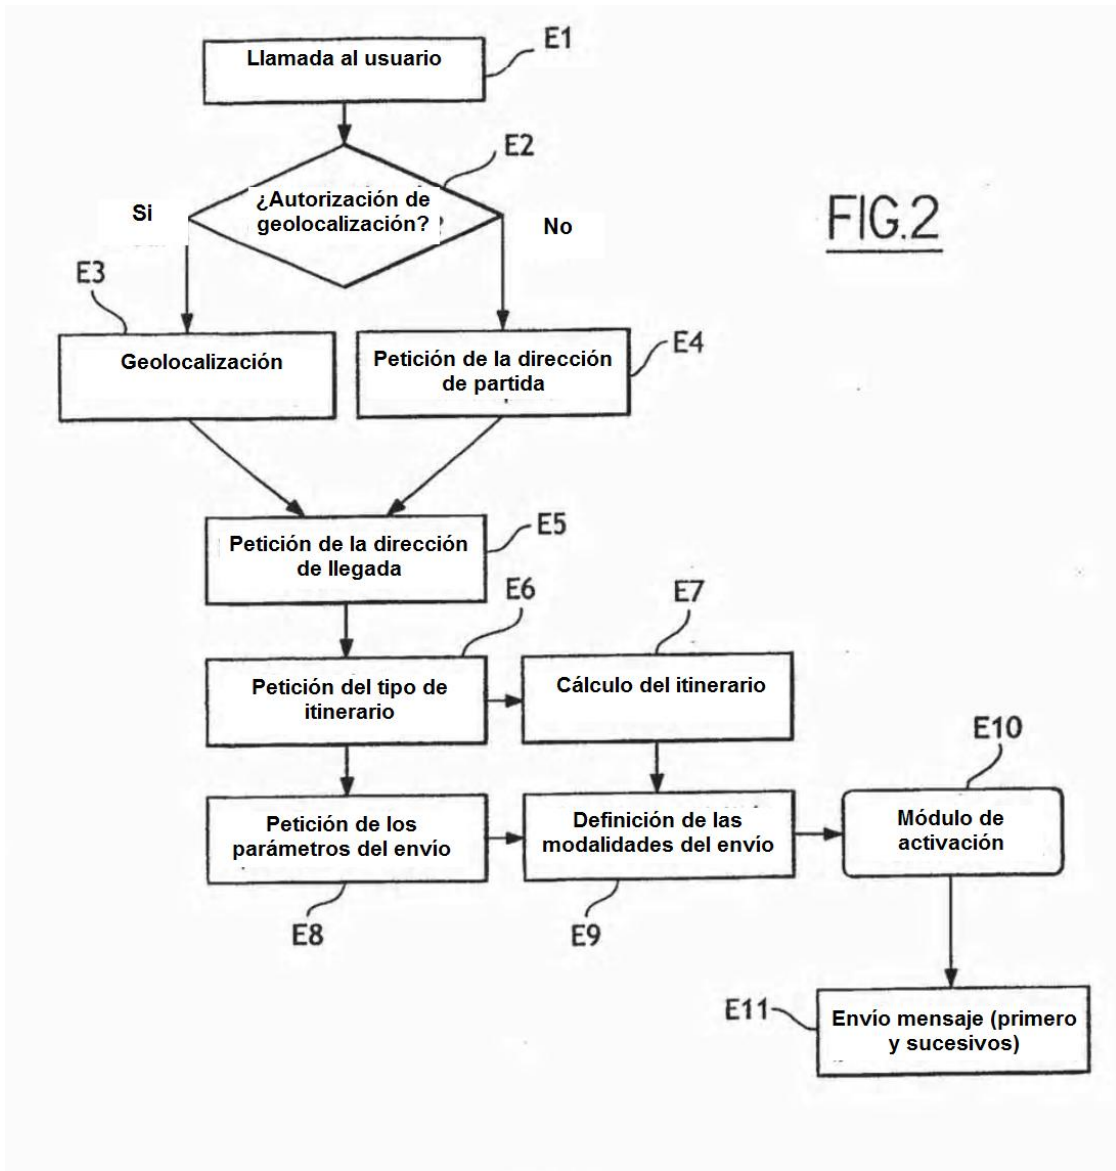 Llamada al usuario
E1
¿Autorización de
geolocalización?
E2
Si
No
FIG.2
E3
Geolocalización
Petición de la dirección
de partida
E4
Petición de la dirección
de llegada
E5
E6
Petición del tipo de
itinerario
E7
Cálculo del itinerario
E10
Petición de los
parámetros del envío
E8
Definición de las
modalidades del envío
E9
Módulo de
activación
E11
Envío mensaje (primero
y sucesivos)